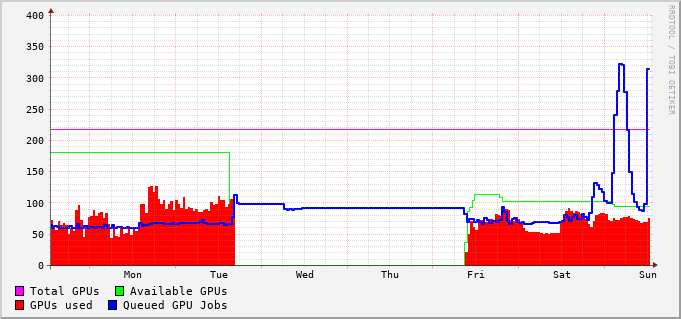 400
350
300
250
200
150
100
50
0
Mon Tue Wed Thu Fri Sat Sun
Total GPUs Available GPUs
GPUs used Queued GPU Jobs
RRDTOOL / TOBI OETIKER